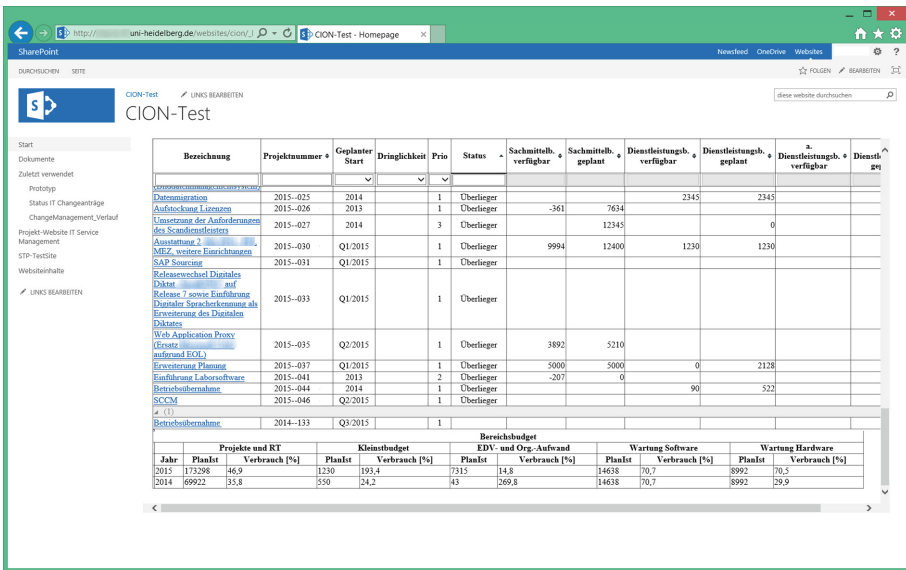 http:// uni-heidelberg.de/websites/cion/_l CION-Test - Homepage
SharePoint Newsfeed OneDrive Websites ?
DURCHSUCHEN SEITE FOLGEN BEARBEITEN
CION-Test LINKS BEARBEITEN diese website durchsuchen
CION-Test
Start
Dokumente
Zuletzt verwendet
Prototyp
Status IT Changeanträge
ChangeManagement_Verlauf
Projekt-Website IT Service
Management
STP-TestSite
Websiteinhalte
LINKS BEARBEITEN
Bezeichnung Projektnummer Geplanter Start Dringlichkeit Prio Status Sachmittelb. verfügbar Sachmittelb. geplant Dienstleistungsb. verfügbar Dienstleistungsb. geplant a. Dienstleistungsb. verfügbar
Datenmigration 2015--025 2014 1 Überlieger 2345 2345
Aufstockung Lizenzen 2015--026 2013 1 Überlieger -361 7634
Umsetzung der Anforderungen
des Scandienstleisters 2015--027 2014 3 Überlieger 12345 0
Ausstattung 2
MEZ, weitere Einrichtungen 2015--030 Q1/2015 1 Überlieger 9994 12400 1230 1230
SAP Sourcing 2015--031 Q1/2015 1 Überlieger
Releasewechsel Digitales
Diktat auf
Release 7 sowie Einführung
Digitaler Spracherkennung als 2015--033 Q1/2015 1 Überlieger
Erweiterung des Digitalen
Diktates
Web Application Proxy
(Ersatz 2015--035 Q2/2015 1 Überlieger 3892 5210
aufgrund EOL)
Erweiterung Planung 2015--037 Q1/2015 1 Überlieger 5000 5000 0 2128
Einführung Laborsoftware 2015--041 2013 2 Überlieger -207 0
Betriebsübernahme 2015--044 2014 1 Überlieger 90 522
SCCM 2015--046 Q2/2015 1 Überlieger
(1)
Betriebsübernahme 2014--133 Q3/2015 1
Bereichsbudget
Projekte und RT Kleinstbudget EDV- und Org.-Aufwand Wartung Software Wartung Hardware
Jahr PlanIst Verbrauch [%] PlanIst Verbrauch [%] PlanIst Verbrauch [%] PlanIst Verbrauch [%] PlanIst Verbrauch [%]
2015 173298 46,9 1230 193,4 7315 14,8 14638 70,7 8992 70,5
2014 69922 35,8 550 24,2 43 269,8 14638 70,7 8992 29,9